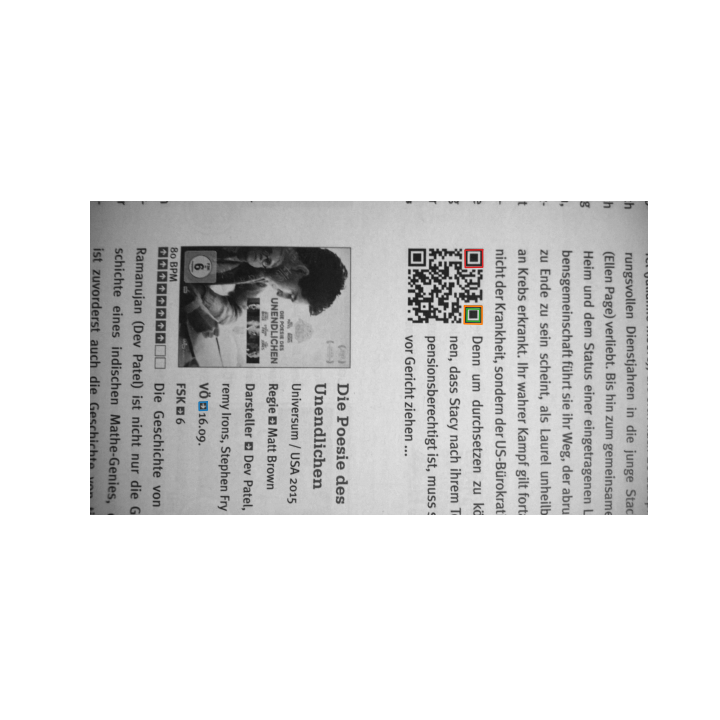 rungsvollen Dienstjahren in die junge Stac
(Ellen Page) verliebt. Bis hin zum gemeinsame
Heim und dem Status einer eingetragenen L
bensgemeinschaft führt sie ihr Weg, der abru
zu Ende zu sein scheint, als Laurel unheilb
an Krebs erkrankt. Ihr wahrer Kampf gilt fort
nicht der Krankheit, sondern der US-Bürokrat
Denn um durchsetzen zu kö
nen, dass Stacy nach ihrem T
pensionsberechtigt ist, muss s
vor Gericht ziehen ...
Die Poesie des
Unendlichen
Universum / USA 2015
Regie Matt Brown
Darsteller Dev Patel,
remy Irons, Stephen Fry
VÖ 16.09.
FSK 6
DIE POESIE DES
UNENDLICHEN
6
80 BPM
Die Geschichte von
Ramanujan (Dev Patel) ist nicht nur die G
schichte eines indischen Mathe-Genies,
ist zuvorderst auch die Geschichte von